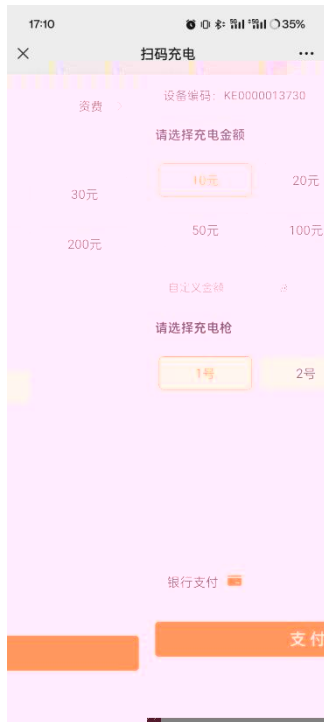 17:10 35%
扫码充电
设备编码：KE0000013730
资费
请选择充电金额
10元 20元
30元
50元 100元
200元
自定义金额
请选择充电枪
1号 2号
银行支付
支付